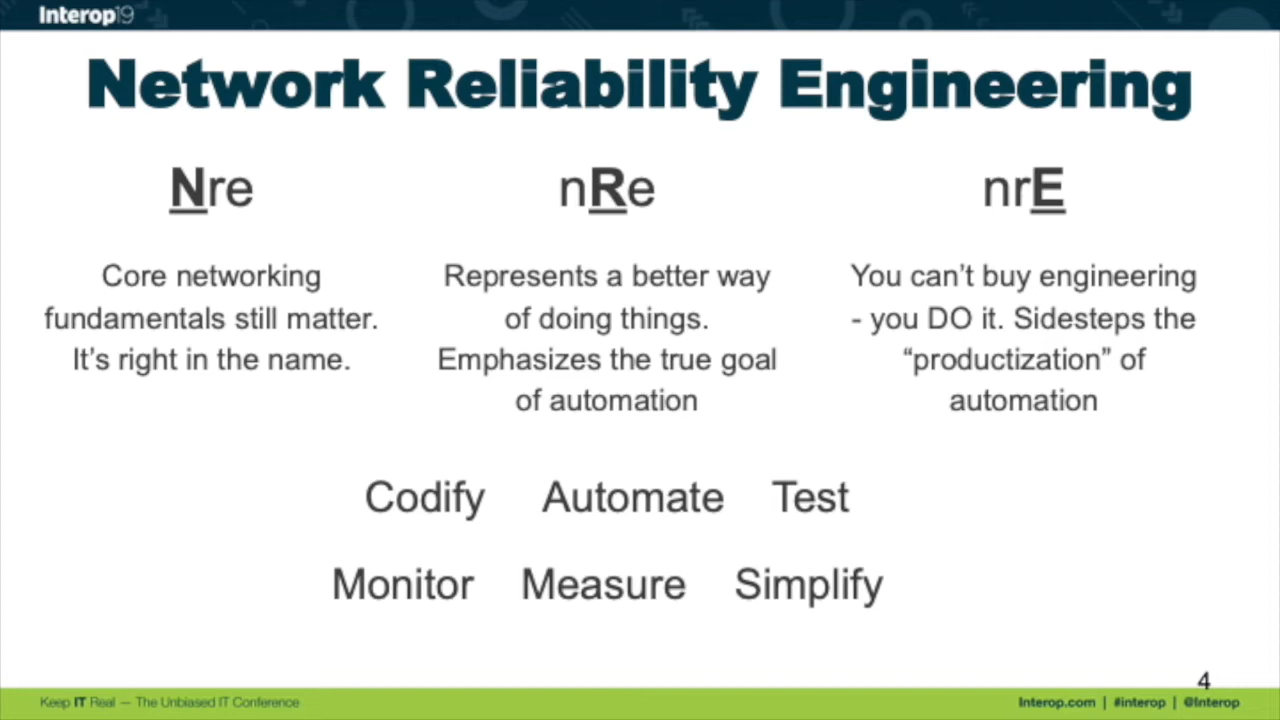 Interop19
Network Reliability Engineering
Nre
Core networking
fundamentals still matter.
It’s right in the name.
nRe
Represents a better way
of doing things.
Emphasizes the true goal
of automation
nrE
You can’t buy engineering
- you DO it. Sidesteps the
“productization” of
automation
Codify Automate Test
Monitor Measure Simplify
4
Keep IT Real — The Unbiased IT Conference
Interop.com | #interop | @Interop